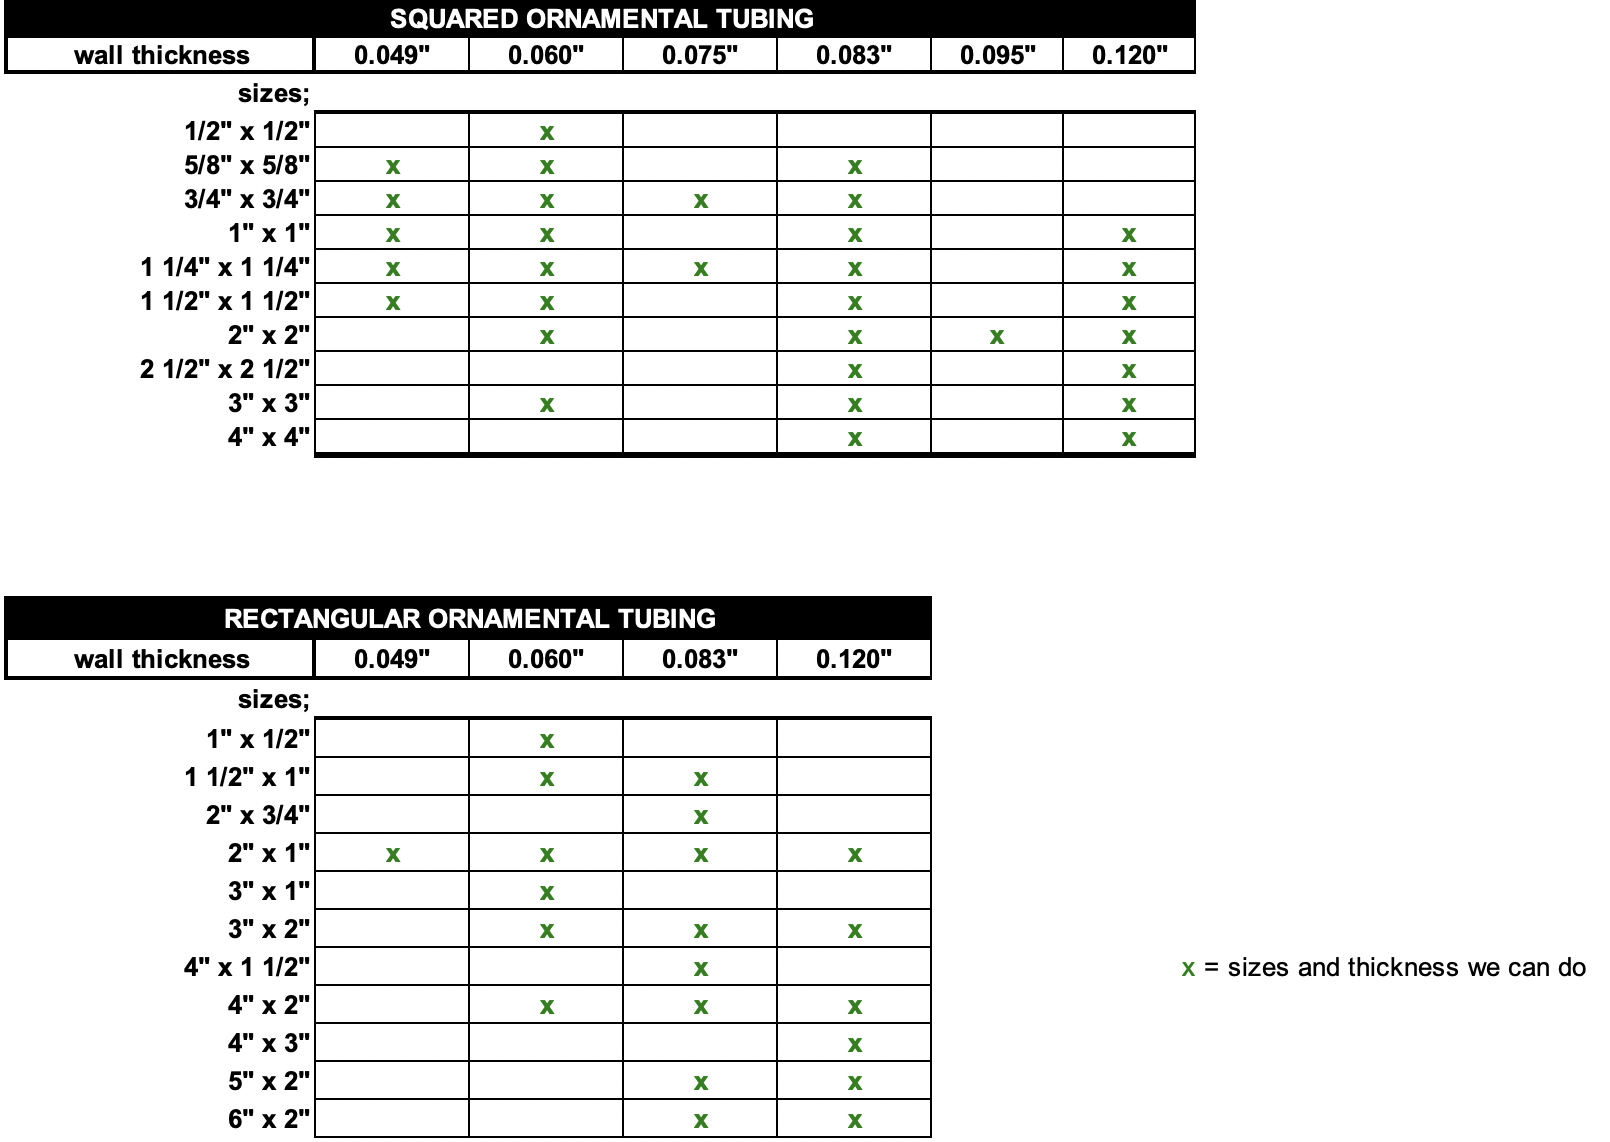 SQUARED ORNAMENTAL TUBING
wall thickness 0.049" 0.060" 0.075" 0.083" 0.095" 0.120"
sizes;
1/2" x 1/2" x
5/8" x 5/8" x x x
3/4" x 3/4" x x x x
1" x 1" x x x x
1 1/4" x 1 1/4" x x x x x
1 1/2" x 1 1/2" x x x x
2" x 2" x x x x
2 1/2" x 2 1/2" x x
3" x 3" x x x
4" x 4" x x
RECTANGULAR ORNAMENTAL TUBING
wall thickness 0.049" 0.060" 0.083" 0.120"
sizes;
1" x 1/2" x
1 1/2" x 1" x x
2" x 3/4" x
2" x 1" x x x x
3" x 1" x
3" x 2" x x x
4" x 1 1/2" x
x = sizes and thickness we can do
4" x 2" x x x
4" x 3" x
5" x 2" x x
6" x 2" x x